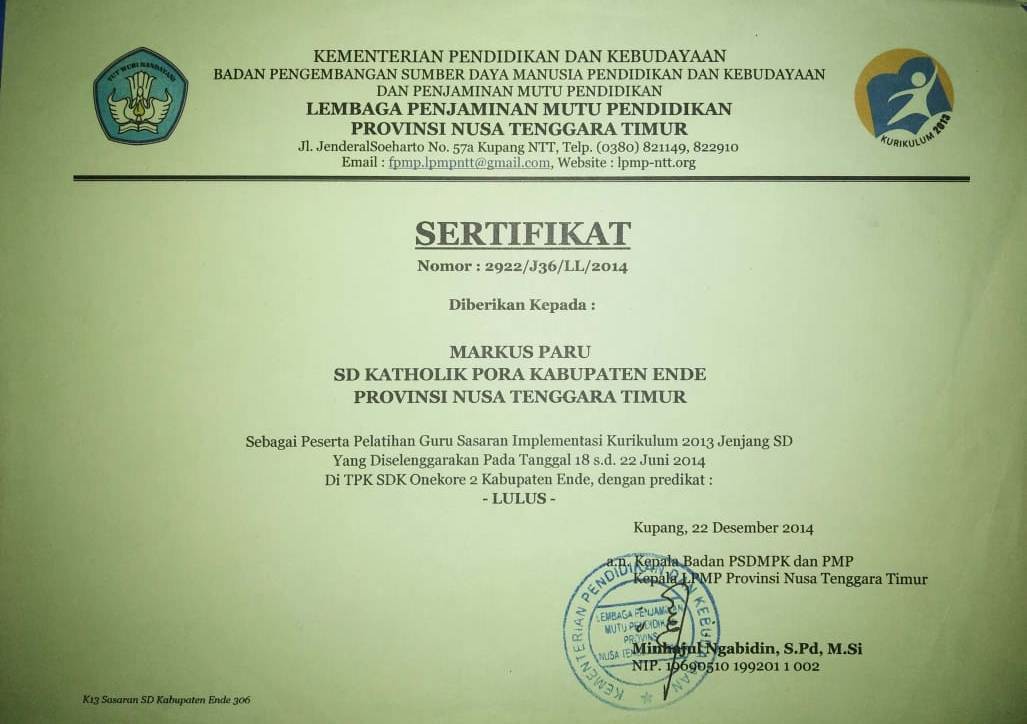 TUT WURI HANDAYANI
KEMENTERIAN PENDIDIKAN DAN KEBUDAYAAN
BADAN PENGEMBANGAN SUMBER DAYA MANUSIA PENDIDIKAN DAN KEBUDAYAAN
DAN PENJAMINAN MUTU PENDIDIKAN
LEMBAGA PENJAMINAN MUTU PENDIDIKAN
PROVINSI NUSA TENGGARA TIMUR
Jl. JenderalSoeharto No. 57a Kupang NTT, Telp. (0380) 821149, 822910
Email : fpmp.lpmpntt@gmail.com, Website : lpmp-ntt.org
KURIKULUM 2013
SERTIFIKAT
Nomor : 2922/J36/LL/2014
Diberikan Kepada :
MARKUS PARU
SD KATHOLIK PORA KABUPATEN ENDE
PROVINSI NUSA TENGGARA TIMUR
Sebagai Peserta Pelatihan Guru Sasaran Implementasi Kurikulum 2013 Jenjang SD
Yang Diselenggarakan Pada Tanggal 18 s.d. 22 Juni 2014
Di TPK SDK Onekore 2 Kabupaten Ende, dengan predikat :
- LULUS -
Kupang, 22 Desember 2014
a.n. Kepala Badan PSDMPK dan PMP
Kepala LPMP Provinsi Nusa Tenggara Timur
KEMENTERIAN PENDIDIKAN DAN KEBUDAYAAN
LEMBAGA PENJAMINAN
MUTU PENDIDIKAN
PROVINSI
NUSA
Minhajul Ngabidin, S.Pd, M.Si
NIP. 19690510 199201 1 002
K13 Sasaran SD Kabupaten Ende 306